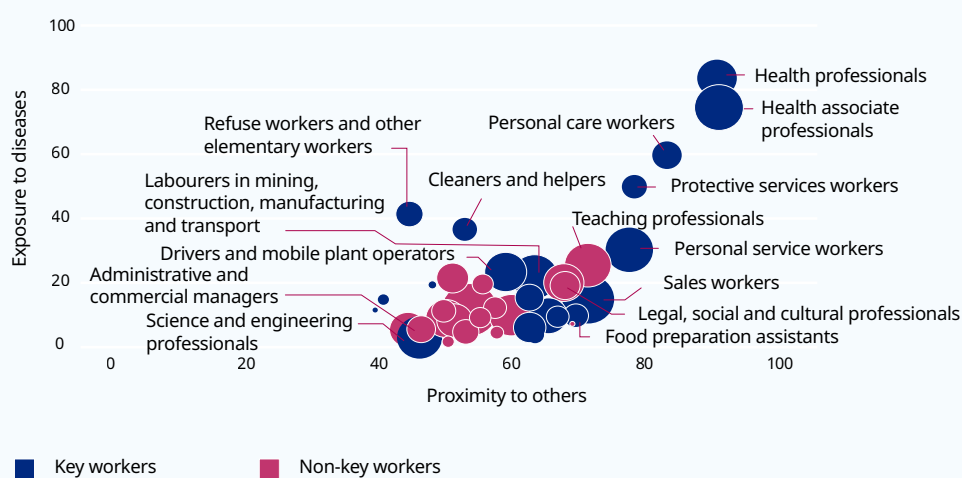 100
80
60
40
20
0
Exposure to diseases
Health professionals
Health associate
professionals
Refuse workers and other
elementary workers
Personal care workers
Labourers in mining,
construction, manufacturing
and transport
Cleaners and helpers
Protective services workers
Teaching professionals
Personal service workers
Drivers and mobile plant operators
Administrative and
commercial managers
Sales workers
Science and engineering
professionals
Legal, social and cultural professionals
Food preparation assistants
0
20
40
60
80
100
Proximity to others
Key workers
Non-key workers